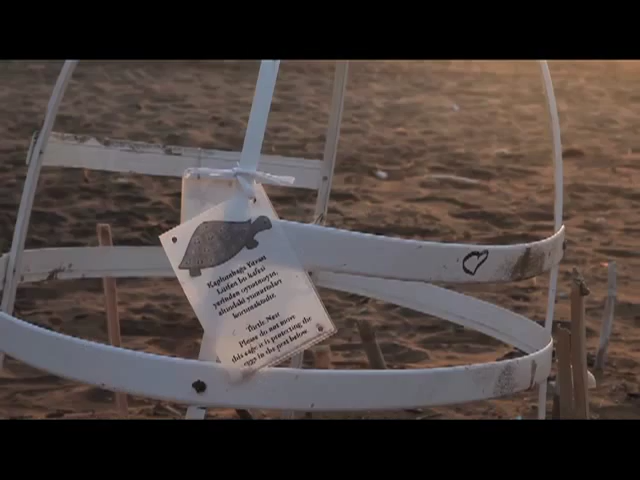 Kaplumbağa Yuvası
Lütfen bu kafesi
yerinden oynatmayın,
altındaki yumurtaları
korumaktadır.
Turtle Nest
Please do not move
this cage, it is protecting the
eggs in the nest below